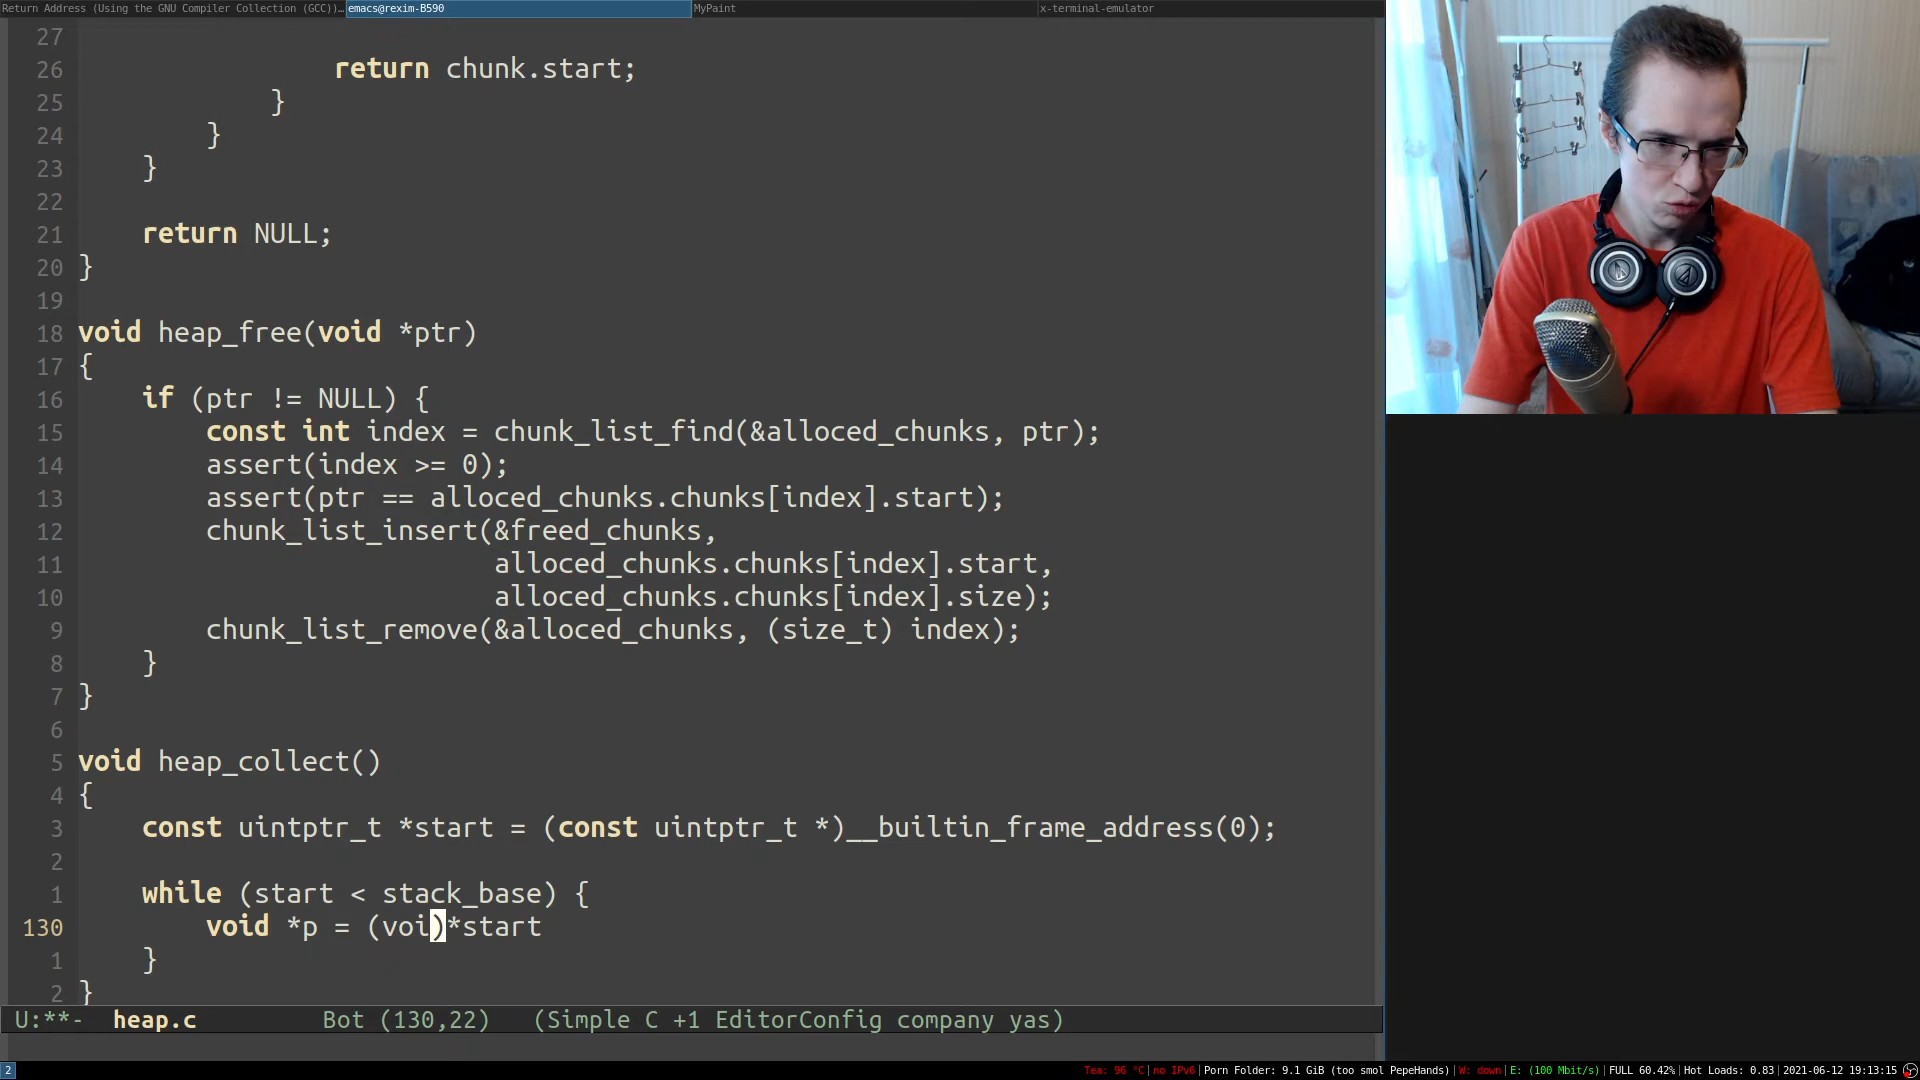 Return Address (Using the GNU Compiler Collection (GCC))... emacs@rexim-B590 MyPaint x-terminal-emulator
27
26 return chunk.start;
25 }
24 }
23 }
22
21 return NULL;
20 }
19
18 void heap_free(void *ptr)
17 {
16 if (ptr != NULL) {
15 const int index = chunk_list_find(&alloced_chunks, ptr);
14 assert(index >= 0);
13 assert(ptr == alloced_chunks.chunks[index].start);
12 chunk_list_insert(&freed_chunks,
11 alloced_chunks.chunks[index].start,
10 alloced_chunks.chunks[index].size);
9 chunk_list_remove(&alloced_chunks, (size_t) index);
8 }
7 }
6
5 void heap_collect()
4 {
3 const uintptr_t *start = (const uintptr_t *)__builtin_frame_address(0);
2
1 while (start < stack_base) {
130 void *p = (voi)*start
1 }
2 }
U:**- heap.c Bot (130,22) (Simple C +1 EditorConfig company yas)
2 Tea: 96 °C|no IPv6|Porn Folder: 9.1 GiB (too smol PepeHands)|W: down|E: (100 Mbit/s)|FULL 60.42%|Hot Loads: 0.83|2021-06-12 19:13:15